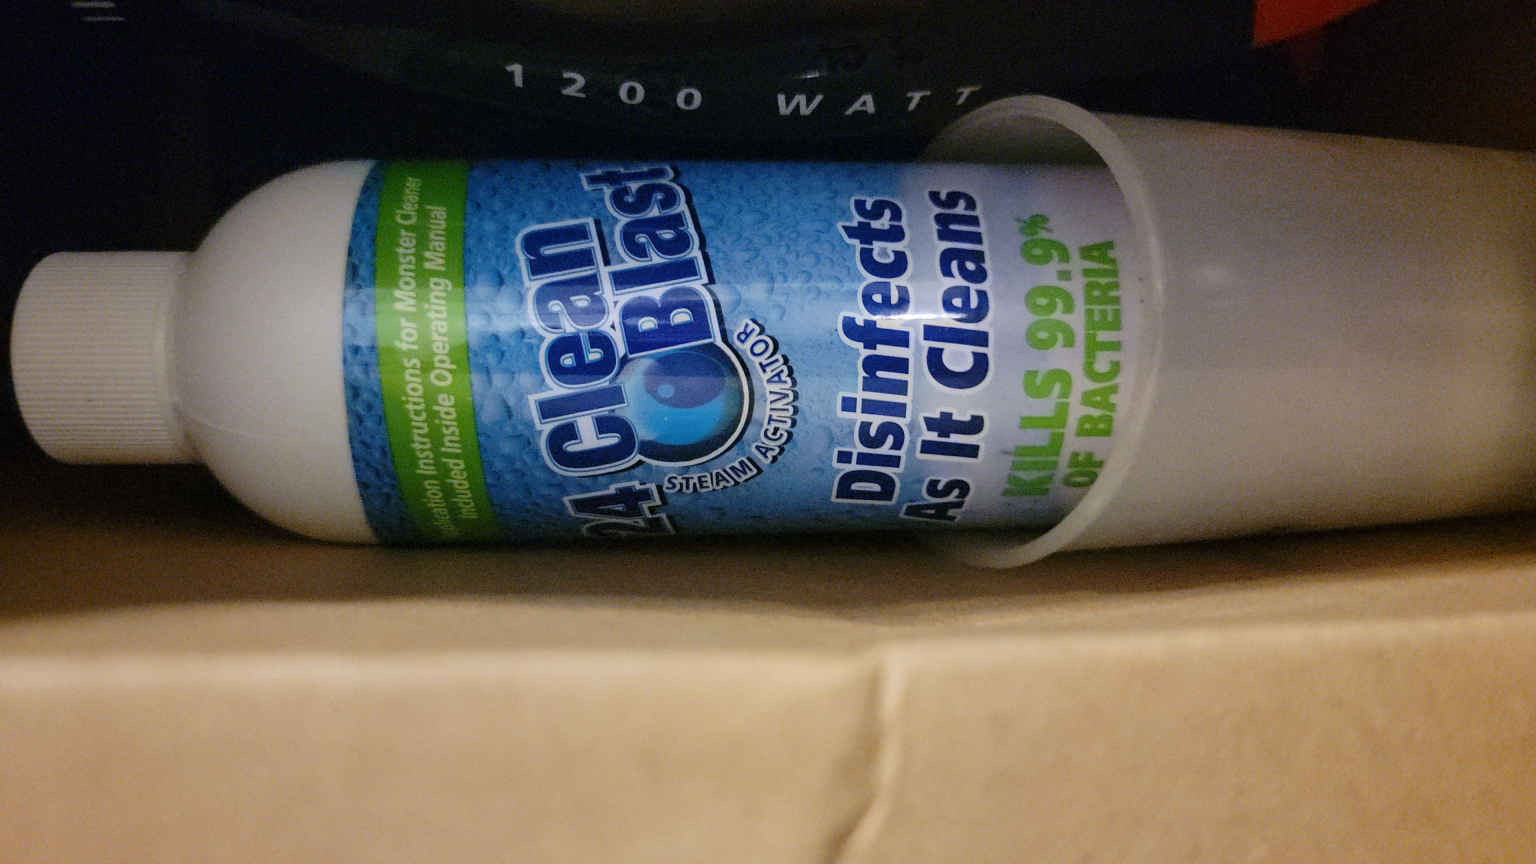 1200 WATT
Instructions for Monster Cleaner
Included Inside Operating Manual
24 Clean
Blast
STEAM ACTIVATOR
Disinfects
As It Cleans
KILLS 99.9%
OF BACTERIA